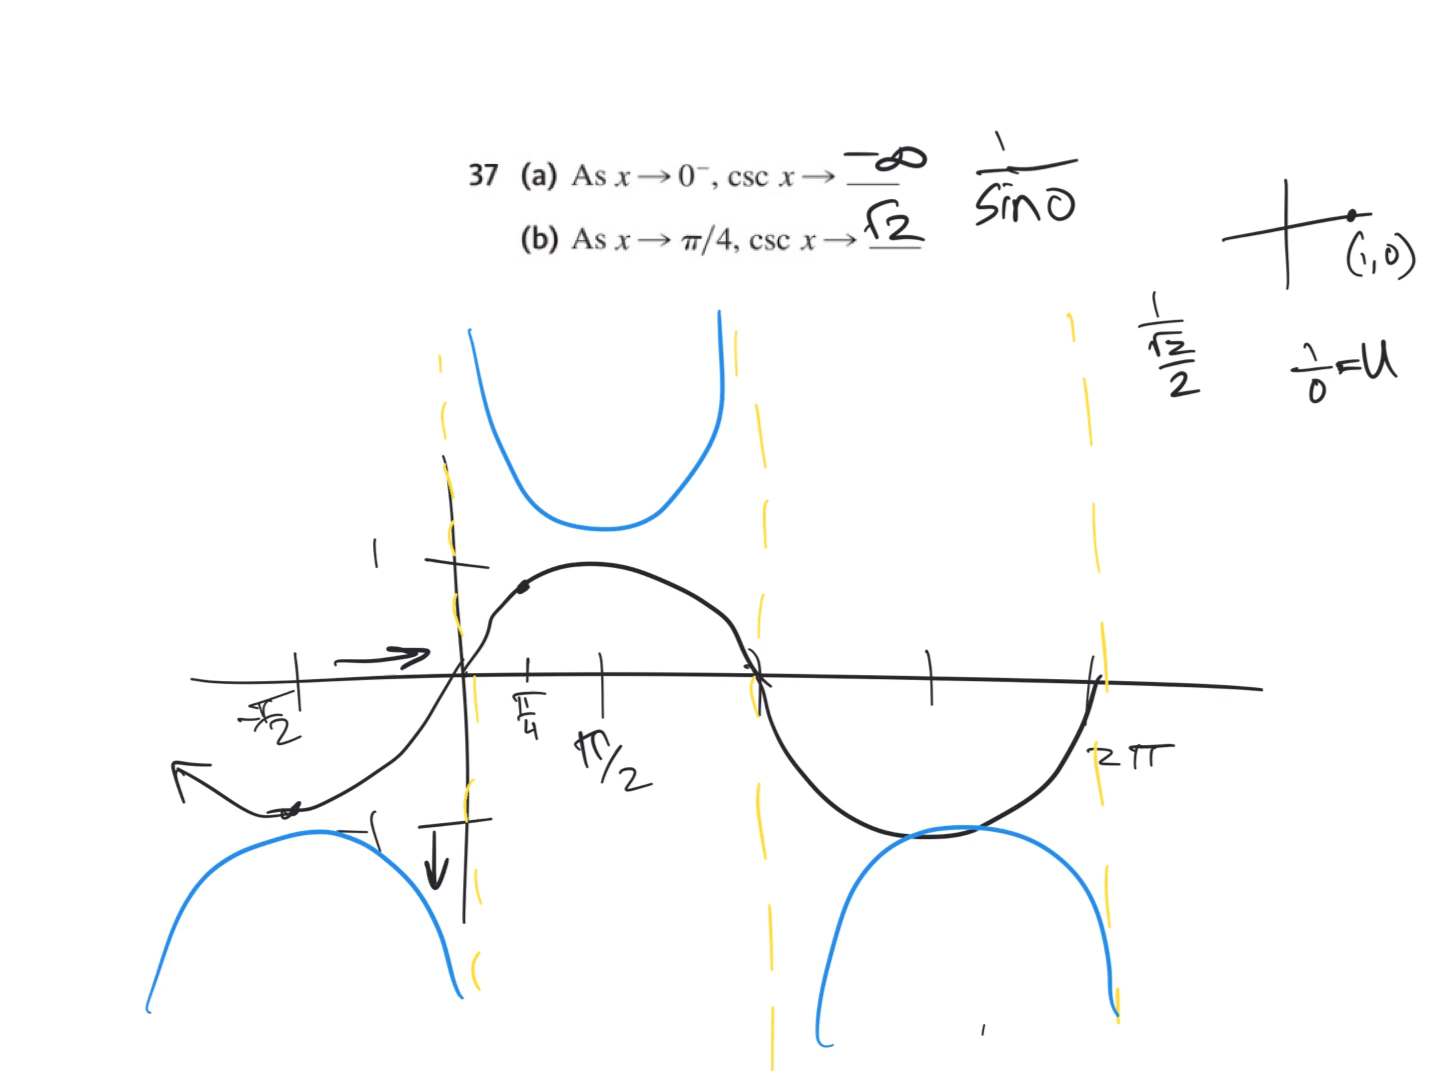 37 (a) As x → 0⁻, csc x → -∞
1/sin 0
(b) As x → π/4, csc x → √2
(1,0)
1/(√2/2)
1/0 = U
1
-π/2
π/4
π/2
2π
-1